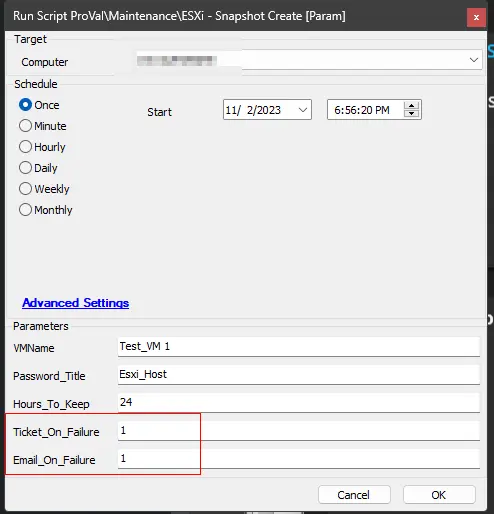 Run Script ProVal\Maintenance\ESXi - Snapshot Create [Param] x
Target
Computer
Schedule
Once Start 11/ 2/2023 6:56:20 PM
Minute
Hourly
Daily
Weekly
Monthly
Advanced Settings
Parameters
VMName Test_VM 1
Password_Title Esxi_Host
Hours_To_Keep 24
Ticket_On_Failure 1
Email_On_Failure 1
Cancel OK